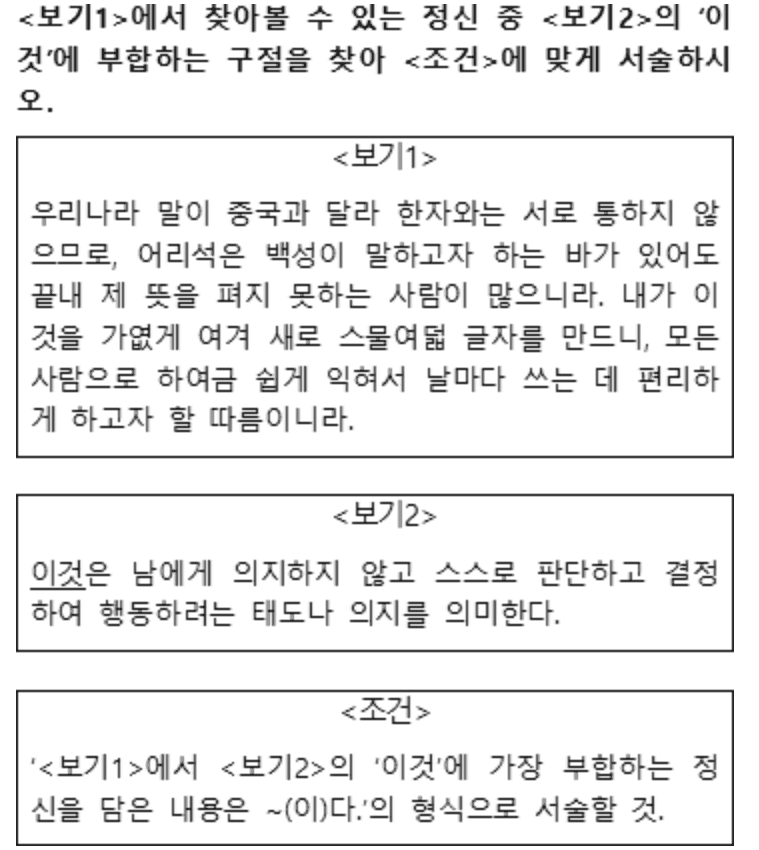 <보기1>에서 찾아볼 수 있는 정신 중 <보기2>의 '이
것'에 부합하는 구절을 찾아 <조건>에 맞게 서술하시
오.
<보기1>
우리나라 말이 중국과 달라 한자와는 서로 통하지 않
으므로, 어리석은 백성이 말하고자 하는 바가 있어도
끝내 제 뜻을 펴지 못하는 사람이 많으니라. 내가 이
것을 가엾게 여겨 새로 스물여덟 글자를 만드니, 모든
사람으로 하여금 쉽게 익혀서 날마다 쓰는 데 편리하
게 하고자 할 따름이니라.
<보기2>
이것은 남에게 의지하지 않고 스스로 판단하고 결정
하여 행동하려는 태도나 의지를 의미한다.
<조건>
'<보기1>에서 <보기2>의 '이것'에 가장 부합하는 정
신을 담은 내용은 ~(이)다.'의 형식으로 서술할 것.